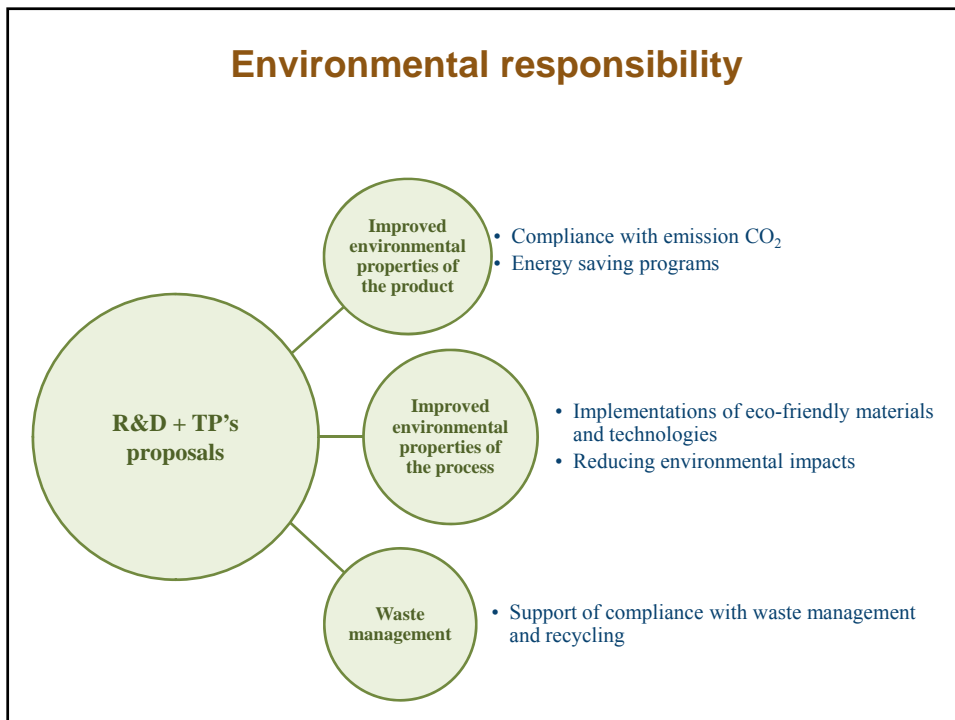 Environmental responsibility
R&D + TP's
proposals
Improved
environmental
properties of
the product
• Compliance with emission CO₂
• Energy saving programs
Improved
environmental
properties of
the process
• Implementations of eco-friendly materials
and technologies
• Reducing environmental impacts
Waste
management
• Support of compliance with waste management
and recycling